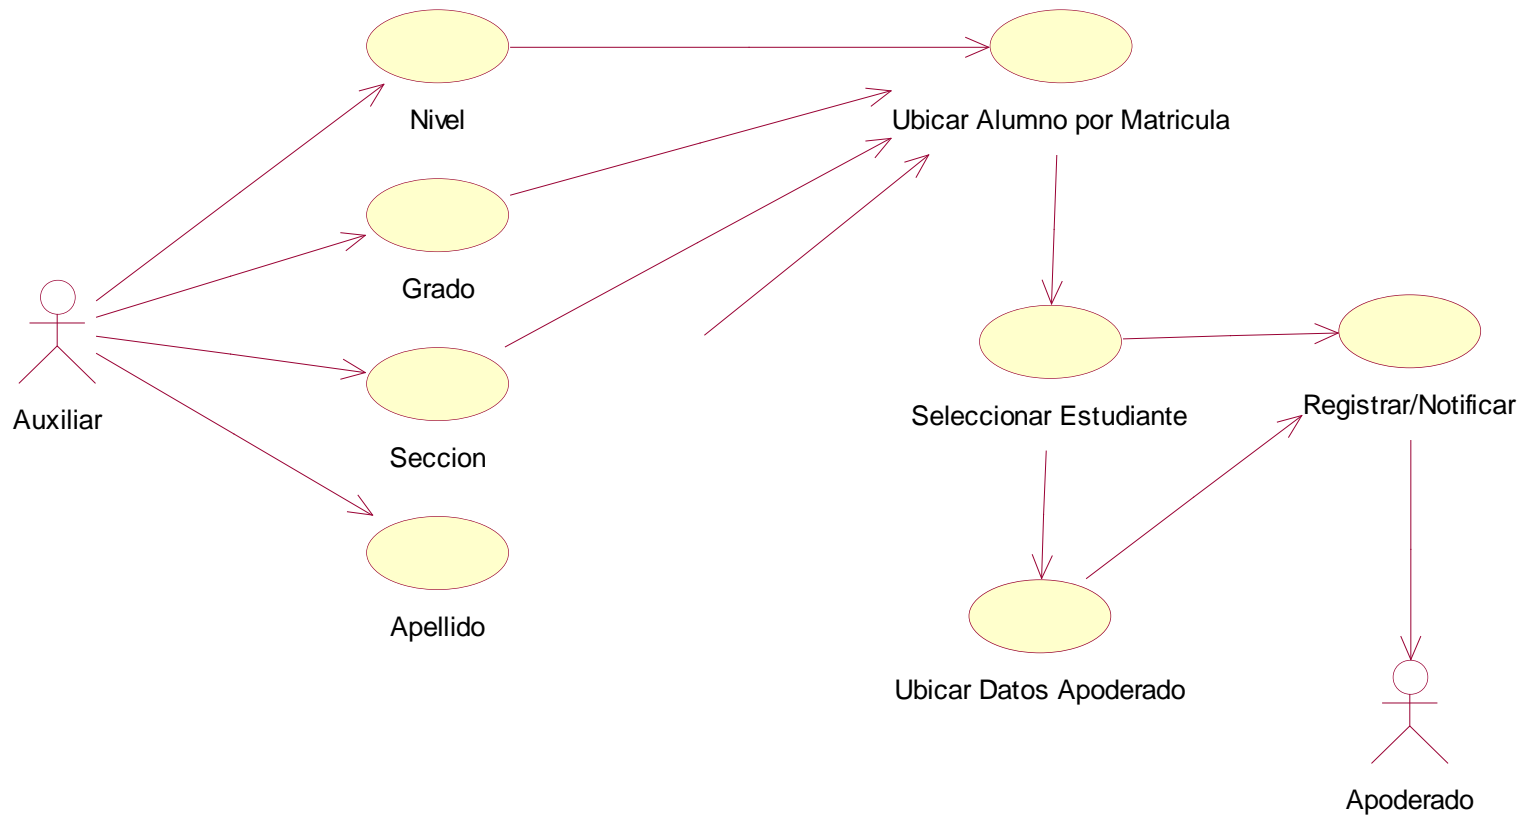 Nivel
Ubicar Alumno por Matricula
Grado
Auxiliar
Seleccionar Estudiante
Registrar/Notificar
Seccion
Apellido
Ubicar Datos Apoderado
Apoderado